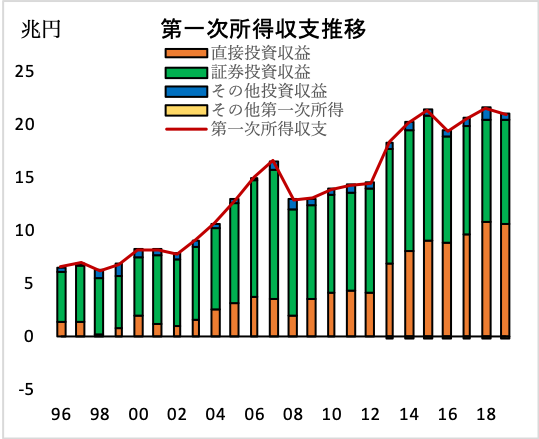 兆円
第一次所得収支推移
直接投資収益
証券投資収益
その他投資収益
その他第一次所得
第一次所得収支
25
20
15
10
5
0
-5
96 98 00 02 04 06 08 10 12 14 16 18